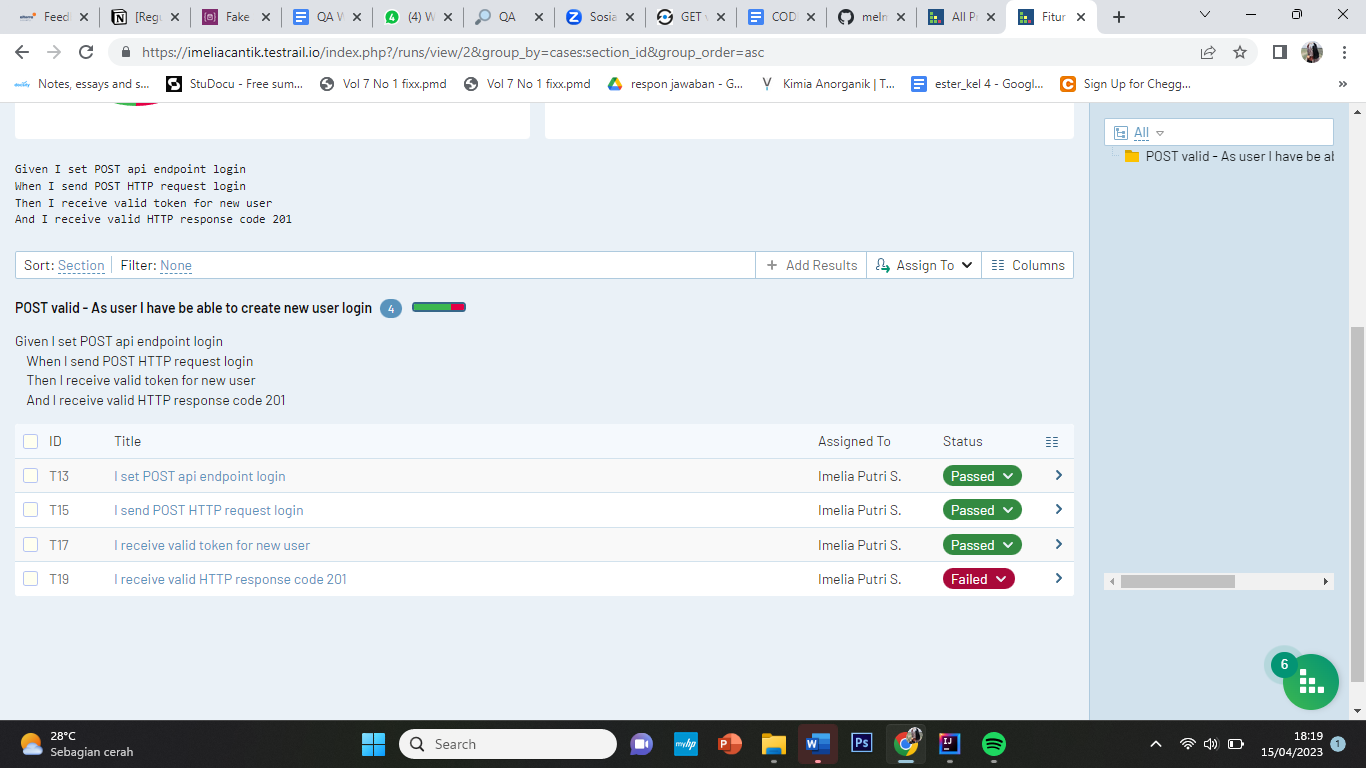 Feed
[Regu
Fake
QA W
(4) W
QA
Sosia
GET v
COD
meln
All Pr
Fitur
https://imeliacantik.testrail.io/index.php?/runs/view/2&group_by=cases:section_id&group_order=asc
Notes, essays and s...
StuDocu - Free sum...
Vol 7 No 1 fixx.pmd
Vol 7 No 1 fixx.pmd
respon jawaban - G...
Kimia Anorganik | T...
ester_kel 4 - Googl...
Sign Up for Chegg...
»
All
POST valid - As user I have be ab
Given I set POST api endpoint login
When I send POST HTTP request login
Then I receive valid token for new user
And I receive valid HTTP response code 201
Sort: Section Filter: None
+ Add Results
Assign To
Columns
POST valid - As user I have be able to create new user login 4
Given I set POST api endpoint login
When I send POST HTTP request login
Then I receive valid token for new user
And I receive valid HTTP response code 201
ID Title Assigned To Status
T13 I set POST api endpoint login Imelia Putri S. Passed
T15 I send POST HTTP request login Imelia Putri S. Passed
T17 I receive valid token for new user Imelia Putri S. Passed
T19 I receive valid HTTP response code 201 Imelia Putri S. Failed
6
28°C
Sebagian cerah
Search
myhp
P
W
Ps
IJ
18:19
15/04/2023
1